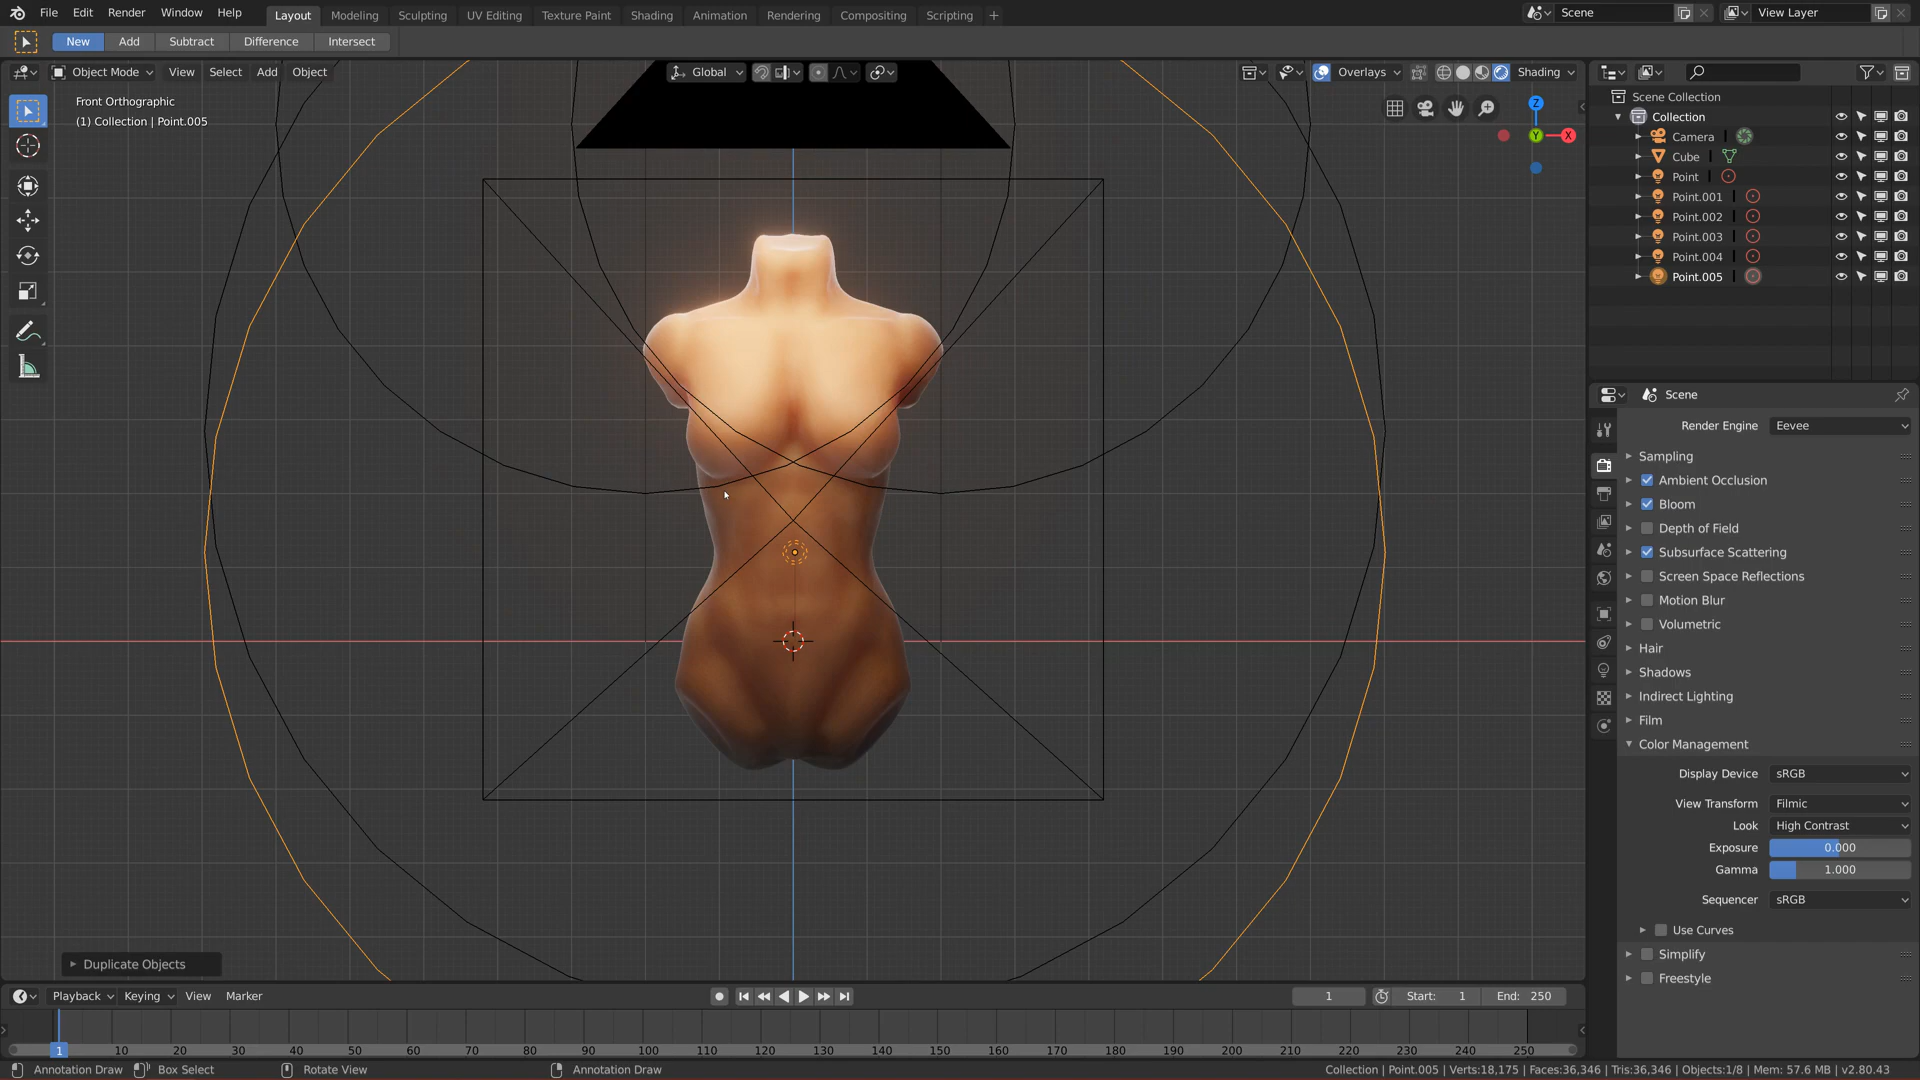 File Edit Render Window Help Layout Modeling Sculpting UV Editing Texture Paint Shading Animation Rendering Compositing Scripting + Scene View Layer
New Add Subtract Difference Intersect
Object Mode View Select Add Object Global Overlays Shading
Front Orthographic
(1) Collection | Point.005
Z
Y X
Scene Collection
Collection
Camera
Cube
Point
Point.001
Point.002
Point.003
Point.004
Point.005
Scene
Render Engine Eevee
Sampling
Ambient Occlusion
Bloom
Depth of Field
Subsurface Scattering
Screen Space Reflections
Motion Blur
Volumetric
Hair
Shadows
Indirect Lighting
Film
Color Management
Display Device sRGB
View Transform Filmic
Look High Contrast
Exposure 0.000
Gamma 1.000
Sequencer sRGB
Use Curves
Simplify
Freestyle
Duplicate Objects
Playback Keying View Marker 1 Start: 1 End: 250
1 10 20 30 40 50 60 70 80 90 100 110 120 130 140 150 160 170 180 190 200 210 220 230 240 250
Annotation Draw Box Select Rotate View Annotation Draw Collection | Point.005 | Verts:18,175 | Faces:36,346 | Tris:36,346 | Objects:1/8 | Mem: 57.6 MB | v2.80.43